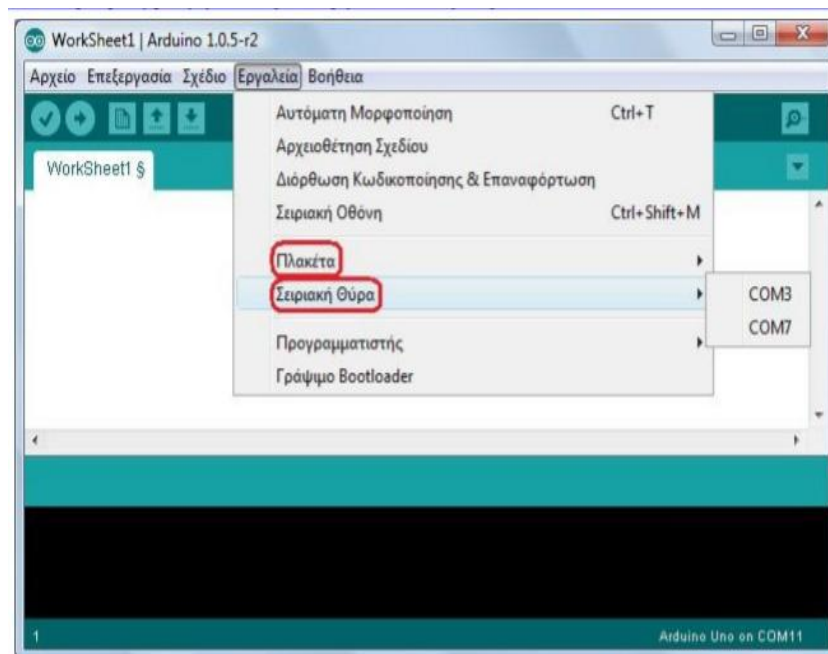 WorkSheet1 | Arduino 1.0.5-r2
Αρχείο Επεξεργασία Σχέδιο Εργαλεία Βοήθεια
WorkSheet1 §
Αυτόματη Μορφοποίηση Ctrl+T
Αρχειοθέτηση Σχεδίου
Διόρθωση Κωδικοποίησης & Επαναφόρτωση
Σειριακή Οθόνη Ctrl+Shift+M
Πλακέτα
Σειριακή Θύρα
COM3
COM7
Προγραμματιστής
Γράψιμο Bootloader
1 Arduino Uno on COM11